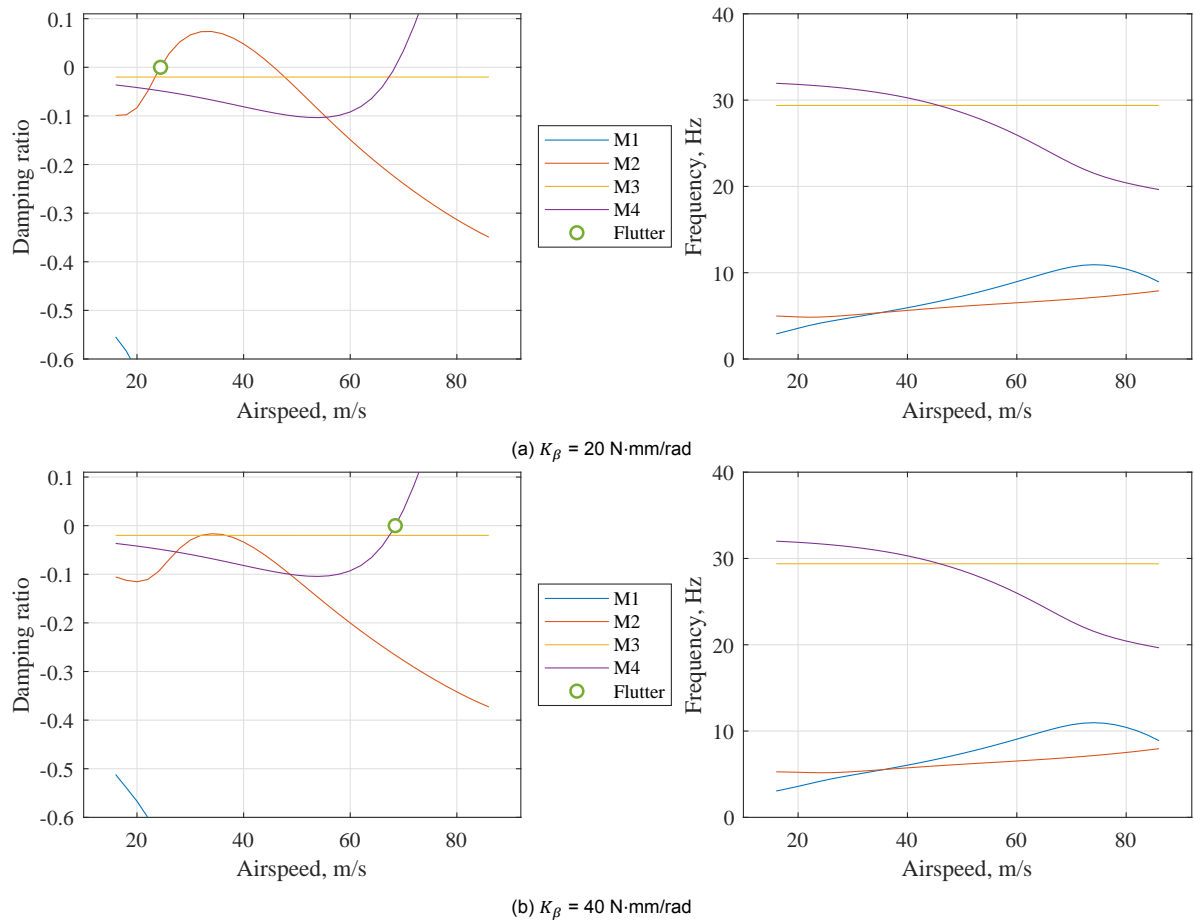 0.1
0
-0.1
-0.2
-0.3
-0.4
-0.5
-0.6
Damping ratio
20
40
60
80
Airspeed, m/s
M1
M2
M3
M4
Flutter
40
30
20
10
0
Frequency, Hz
20
40
60
80
Airspeed, m/s
(a) K_β = 20 N·mm/rad
0.1
0
-0.1
-0.2
-0.3
-0.4
-0.5
-0.6
Damping ratio
20
40
60
80
Airspeed, m/s
M1
M2
M3
M4
Flutter
40
30
20
10
0
Frequency, Hz
20
40
60
80
Airspeed, m/s
(b) K_β = 40 N·mm/rad